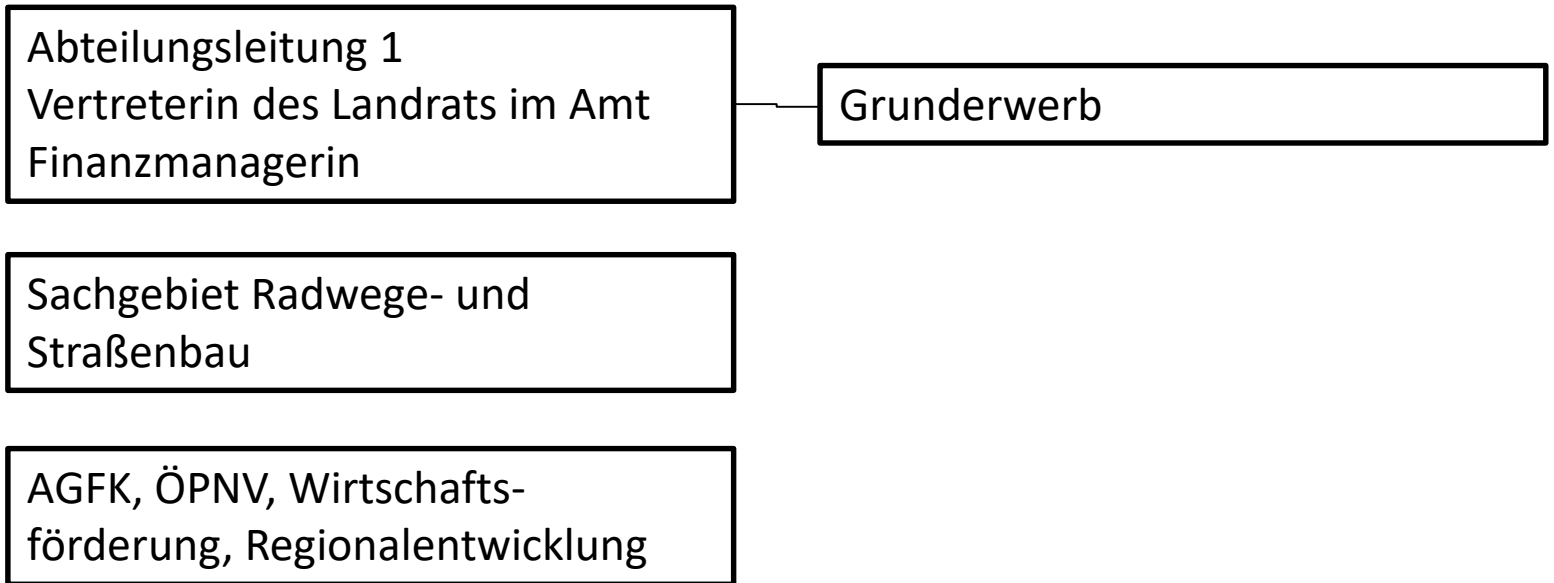 Abteilungsleitung 1
Vertreterin des Landrats im Amt
Finanzmanagerin
Grunderwerb
Sachgebiet Radwege- und
Straßenbau
AGFK, ÖPNV, Wirtschafts-
förderung, Regionalentwicklung